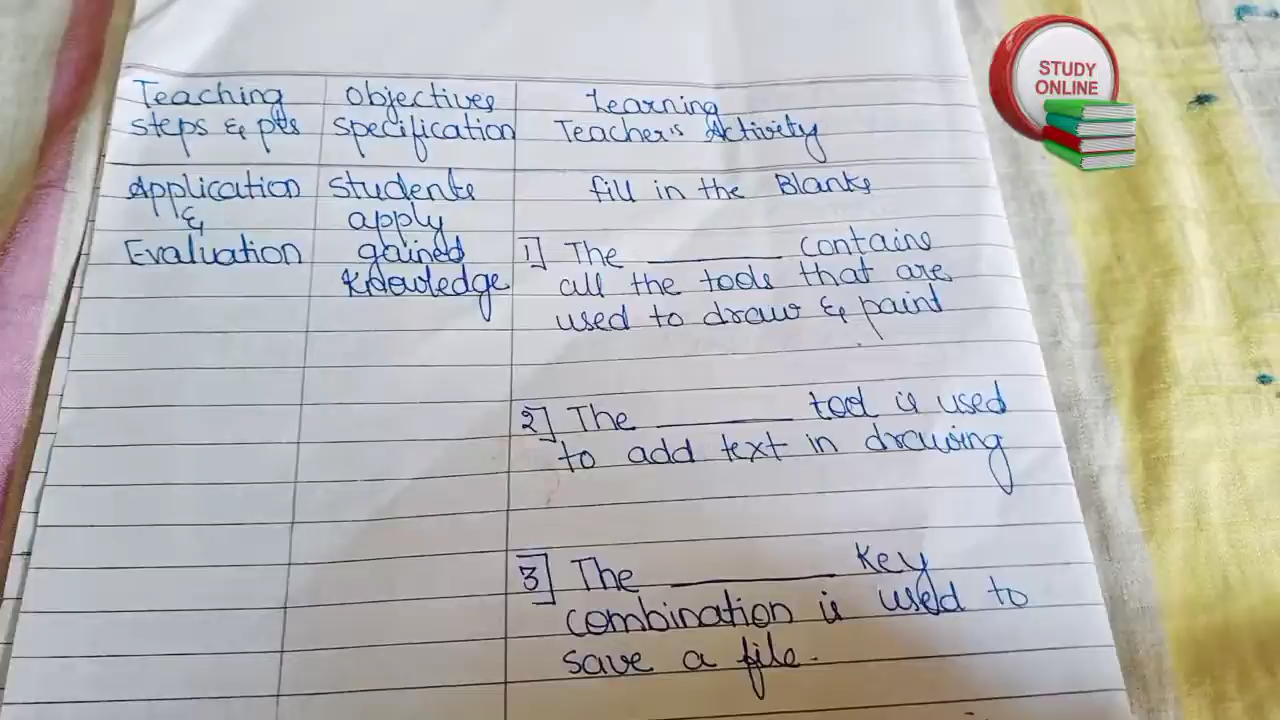 STUDY
ONLINE
Teaching steps & pts
Objectives specification
Learning
Teacher's Activity
Application
&
Evaluation
students
apply
gained
knowledge
fill in the Blanks
1] The ________ contains
all the tools that are
used to draw & paint
2] The ________ tool is used
to add text in drawing
3] The ________ key
combination is used to
save a file.